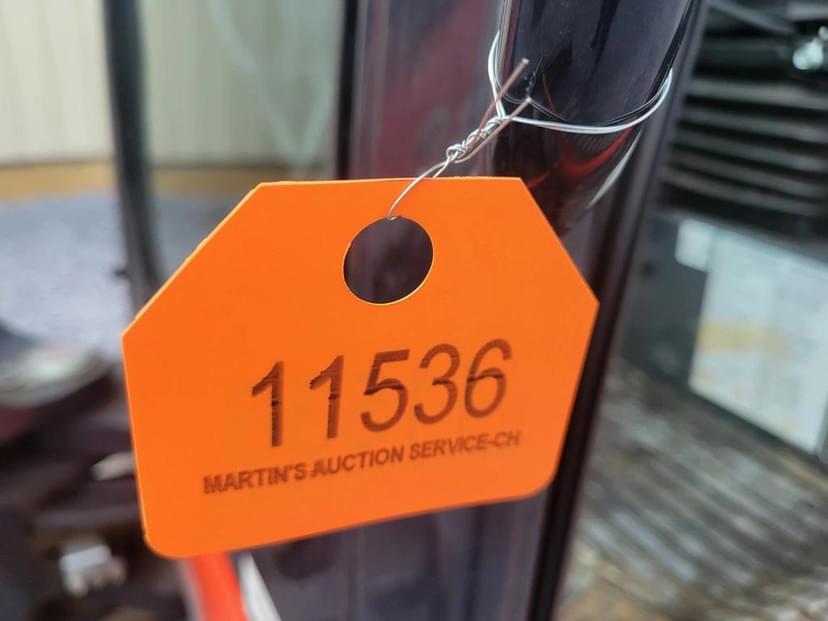 11536
MARTIN'S AUCTION SERVICE-CH